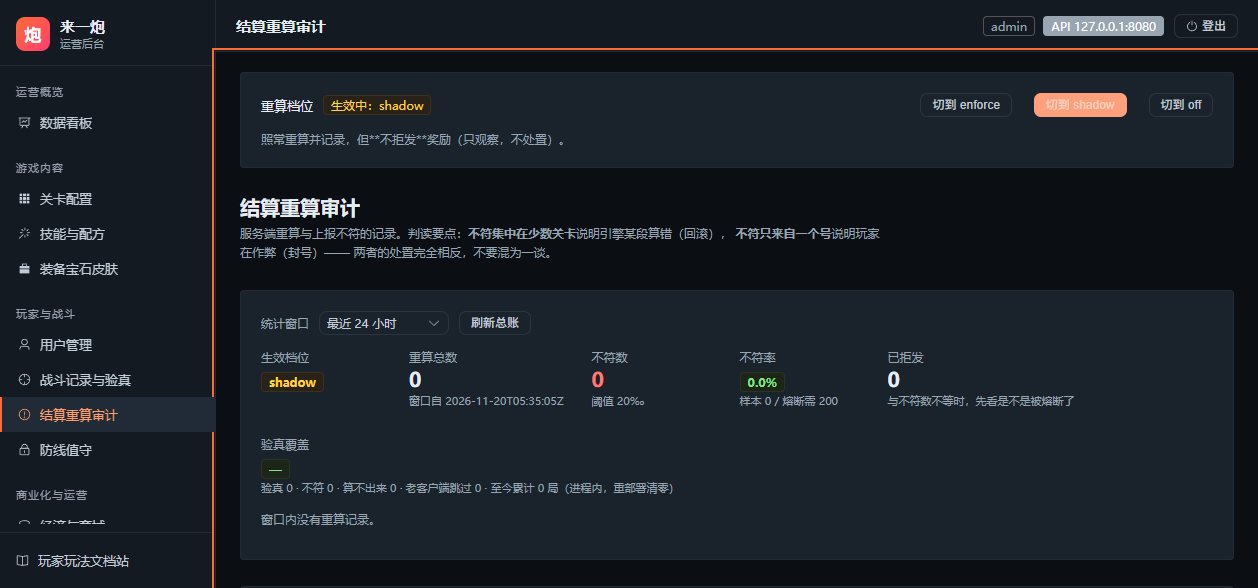 炮
来一炮
运营后台
结算重算审计
admin
API 127.0.0.1:8080
登出
运营概览
数据看板
游戏内容
关卡配置
技能与配方
装备宝石皮肤
玩家与战斗
用户管理
战斗记录与验真
结算重算审计
防线值守
商业化与运营
玩家玩法文档站
重算档位
生效中：shadow
切到 enforce
切到 shadow
切到 off
照常重算并记录，但**不拒发**奖励（只观察，不处置）。
结算重算审计
服务端重算与上报不符的记录。判读要点：不符集中在少数关卡说明引擎某段算错（回滚），不符只来自一个号说明玩家
在作弊（封号）—— 两者的处置完全相反，不要混为一谈。
统计窗口
最近 24 小时
刷新总账
生效档位
shadow
重算总数
0
窗口自 2026-11-20T05:35:05Z
不符数
0
阈值 20‰
不符率
0.0%
样本 0 / 熔断需 200
已拒发
0
与不符数不等时，先看是不是被熔断了
验真覆盖
—
验真 0 · 不符 0 · 算不出来 0 · 老客户端跳过 0 · 至今累计 0 局（进程内，重部署清零）
窗口内没有重算记录。